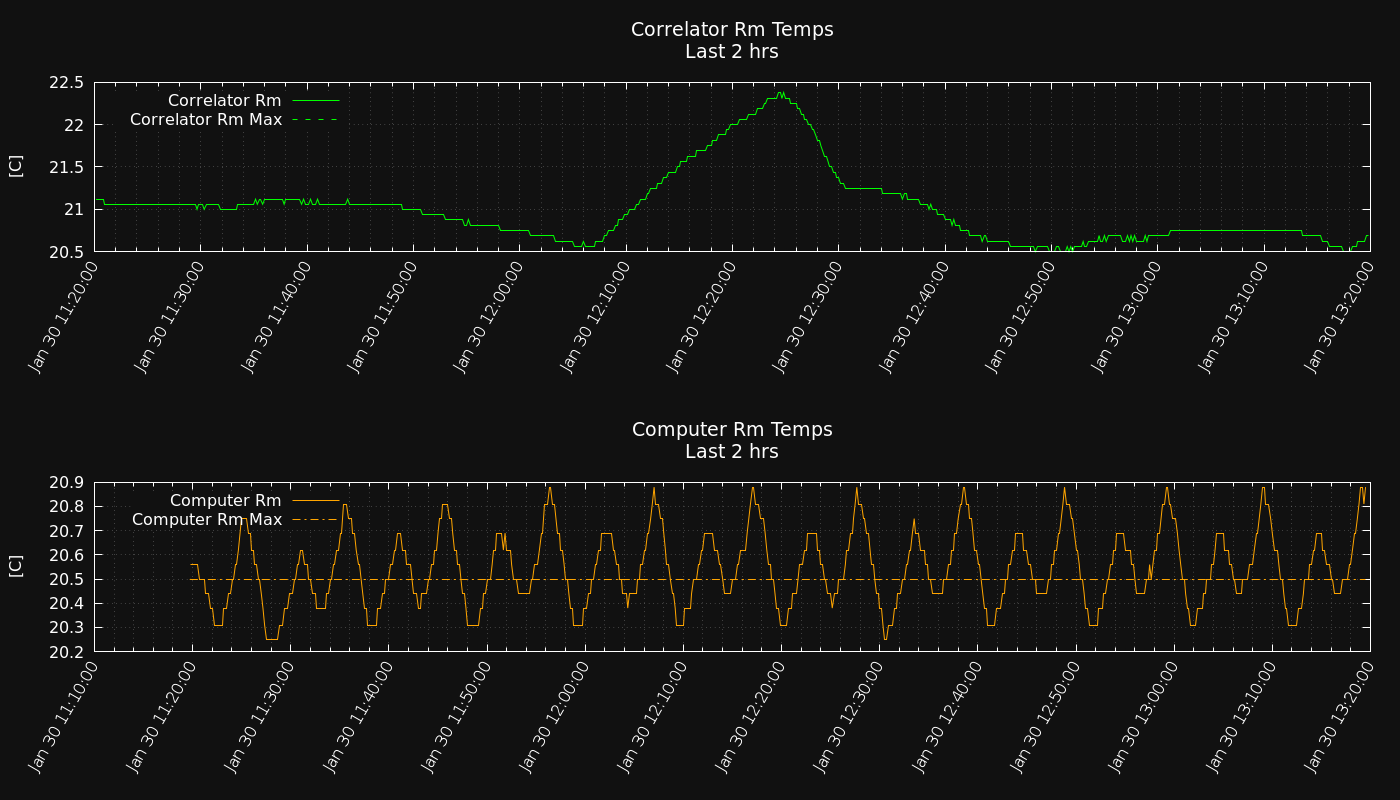 Correlator Rm Temps
Last 2 hrs
22.5
22
21.5
21
20.5
[C]
Correlator Rm
Correlator Rm Max
Jan 30 11:20:00
Jan 30 11:30:00
Jan 30 11:40:00
Jan 30 11:50:00
Jan 30 12:00:00
Jan 30 12:10:00
Jan 30 12:20:00
Jan 30 12:30:00
Jan 30 12:40:00
Jan 30 12:50:00
Jan 30 13:00:00
Jan 30 13:10:00
Jan 30 13:20:00
Computer Rm Temps
Last 2 hrs
20.9
20.8
20.7
20.6
20.5
20.4
20.3
20.2
[C]
Computer Rm
Computer Rm Max
Jan 30 11:10:00
Jan 30 11:20:00
Jan 30 11:30:00
Jan 30 11:40:00
Jan 30 11:50:00
Jan 30 12:00:00
Jan 30 12:10:00
Jan 30 12:20:00
Jan 30 12:30:00
Jan 30 12:40:00
Jan 30 12:50:00
Jan 30 13:00:00
Jan 30 13:10:00
Jan 30 13:20:00